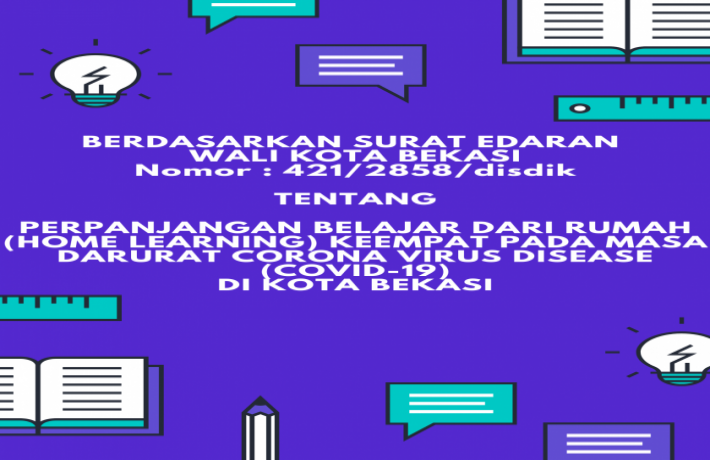 BERDASARKAN SURAT EDARAN
WALI KOTA BEKASI
Nomor : 421/2858/disdik
TENTANG
PERPANJANGAN BELAJAR DARI RUMAH
(HOME LEARNING) KEEMPAT PADA MASA
DARURAT CORONA VIRUS DISEASE
(COVID-19)
DI KOTA BEKASI